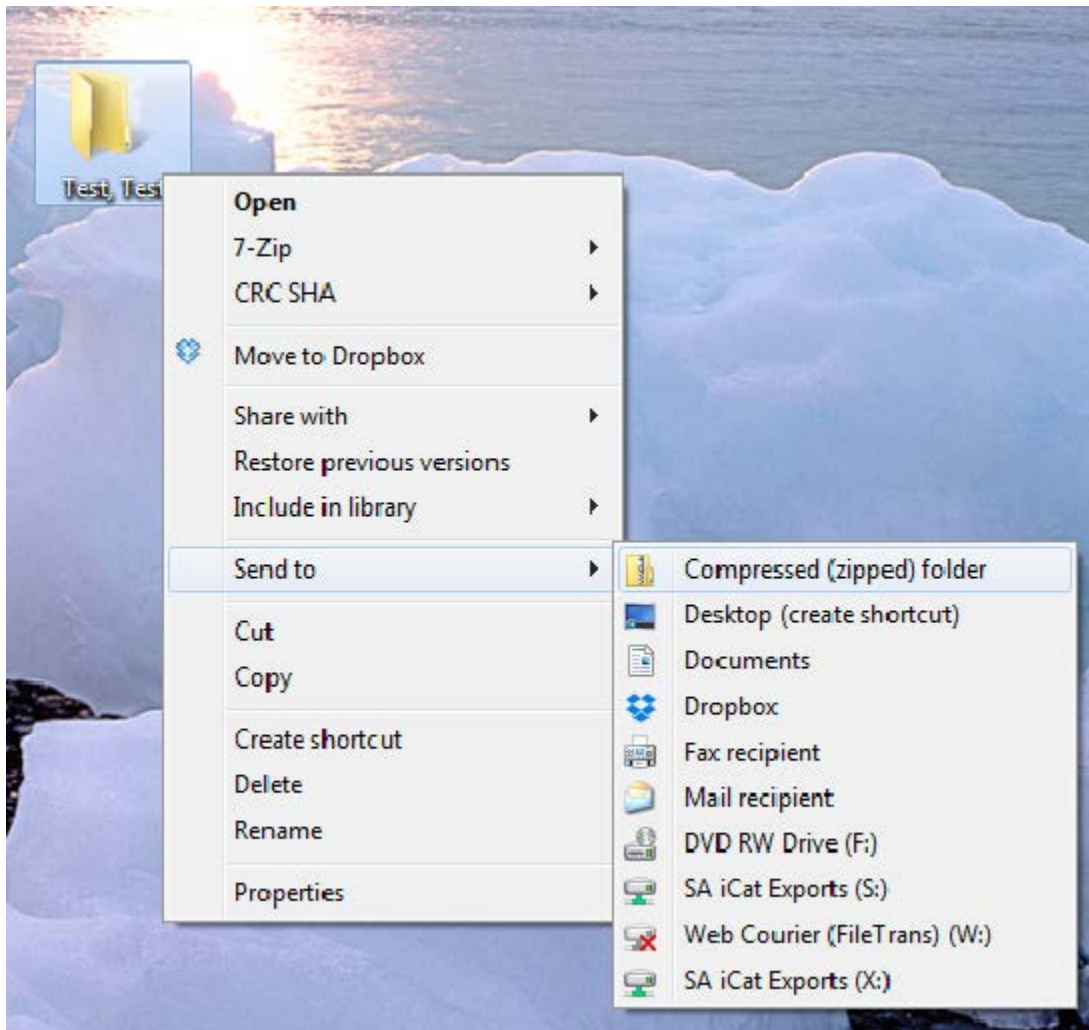 Test, Test
Open
7-Zip
CRC SHA
Move to Dropbox
Share with
Restore previous versions
Include in library
Send to
Cut
Copy
Create shortcut
Delete
Rename
Properties
Compressed (zipped) folder
Desktop (create shortcut)
Documents
Dropbox
Fax recipient
Mail recipient
DVD RW Drive (F:)
SA iCat Exports (S:)
Web Courier (FileTrans) (W:)
SA iCat Exports (X:)